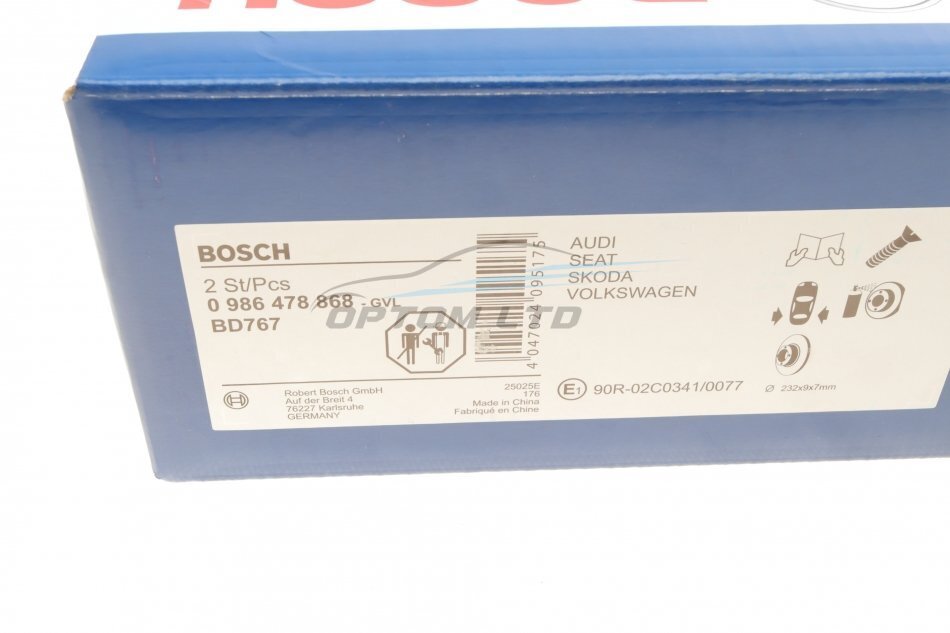 BOSCH
2 St/Pcs
0 986 478 868 - GVL
BD767
4 047024 095175
AUDI
SEAT
SKODA
VOLKSWAGEN
OPTOM LTD
Robert Bosch GmbH
Auf der Breit 4
76227 Karlsruhe
GERMANY
25025E
176
Made in China
Fabriqué en Chine
E1 90R-02C0341/0077
Ø 232x9x7mm